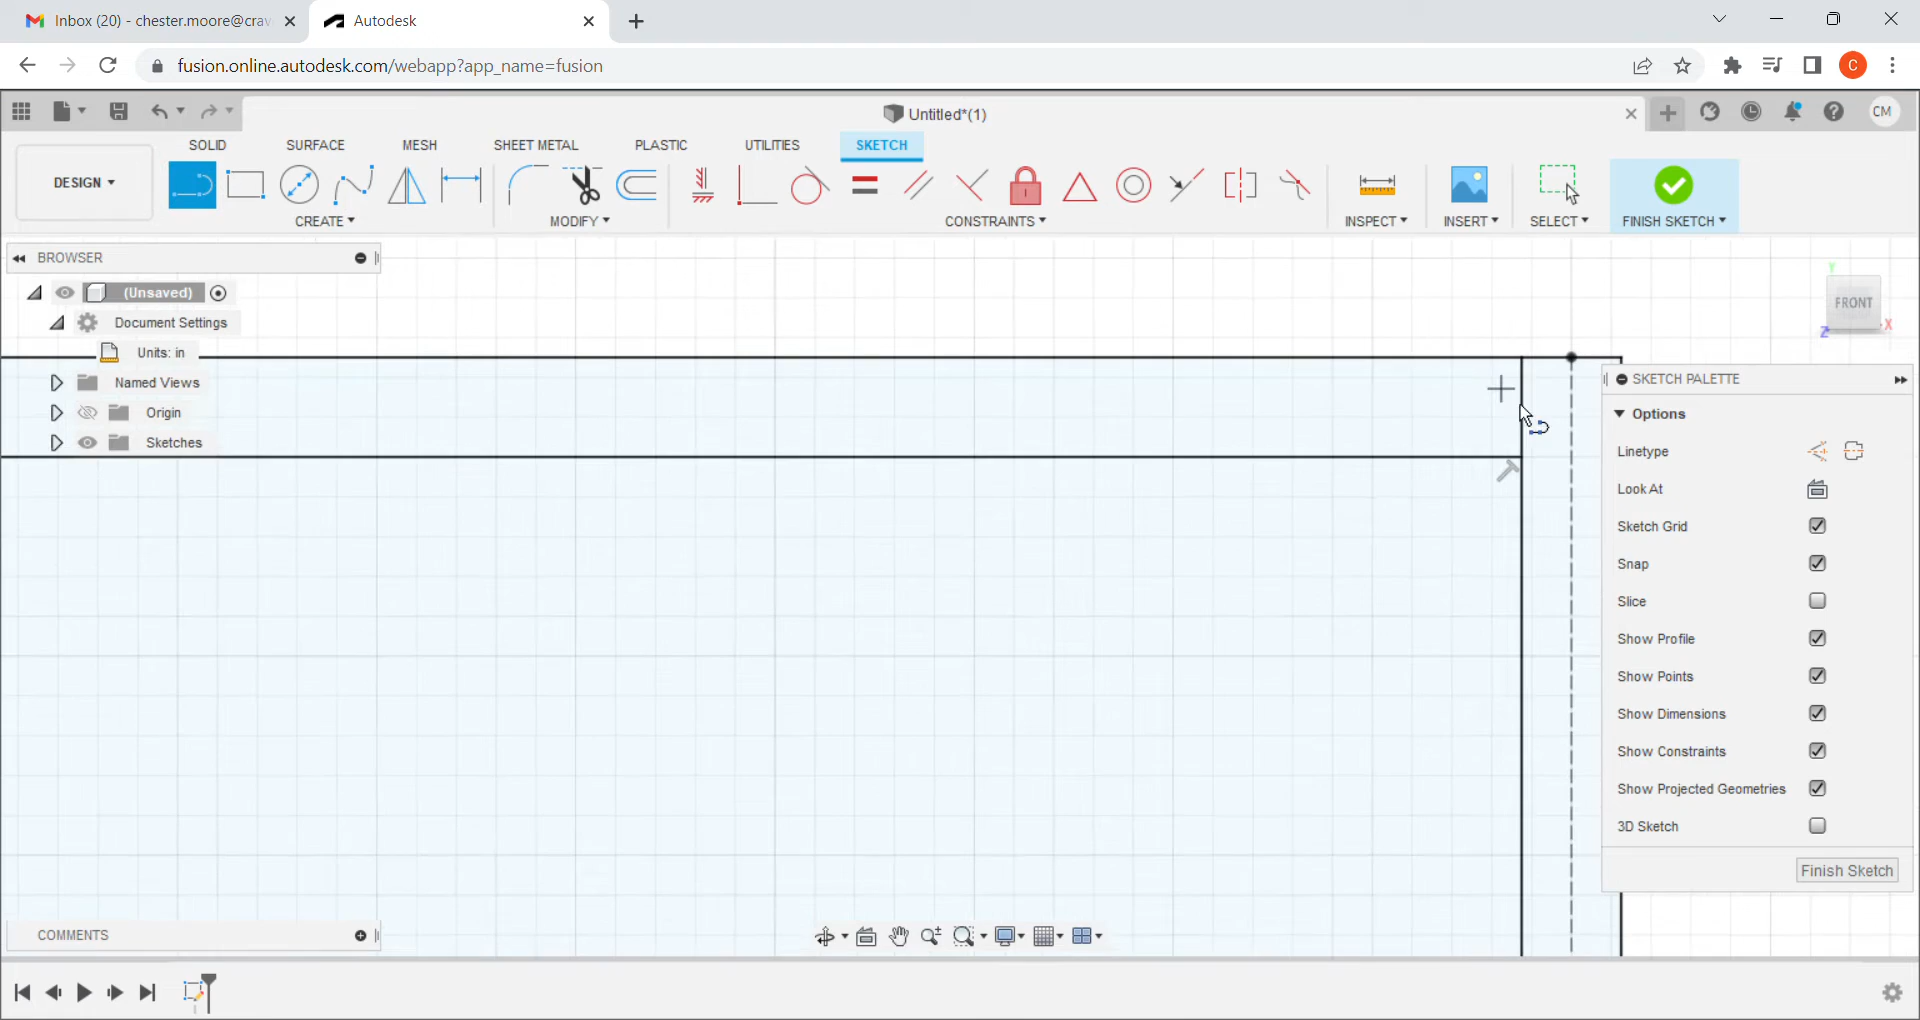 Inbox (20) - chester.moore@crav
Autodesk
fusion.online.autodesk.com/webapp?app_name=fusion
C
Untitled*(1)
CM
SOLID SURFACE MESH SHEET METAL PLASTIC UTILITIES SKETCH
DESIGN
CREATE MODIFY CONSTRAINTS INSPECT INSERT SELECT FINISH SKETCH
BROWSER
(Unsaved)
Document Settings
Units: in
Named Views
Origin
Sketches
Y
FRONT
Z X
SKETCH PALETTE
Options
Linetype
Look At
Sketch Grid
Snap
Slice
Show Profile
Show Points
Show Dimensions
Show Constraints
Show Projected Geometries
3D Sketch
Finish Sketch
COMMENTS